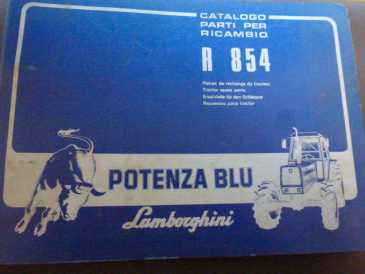 CATALOGO
PARTI PER
RICAMBIO
R 854
Pièces de rechange du tracteur
Tractor spare parts
Ersatzteile für den Schlepper
Repuestos para tractor
POTENZA BLU
Lamborghini